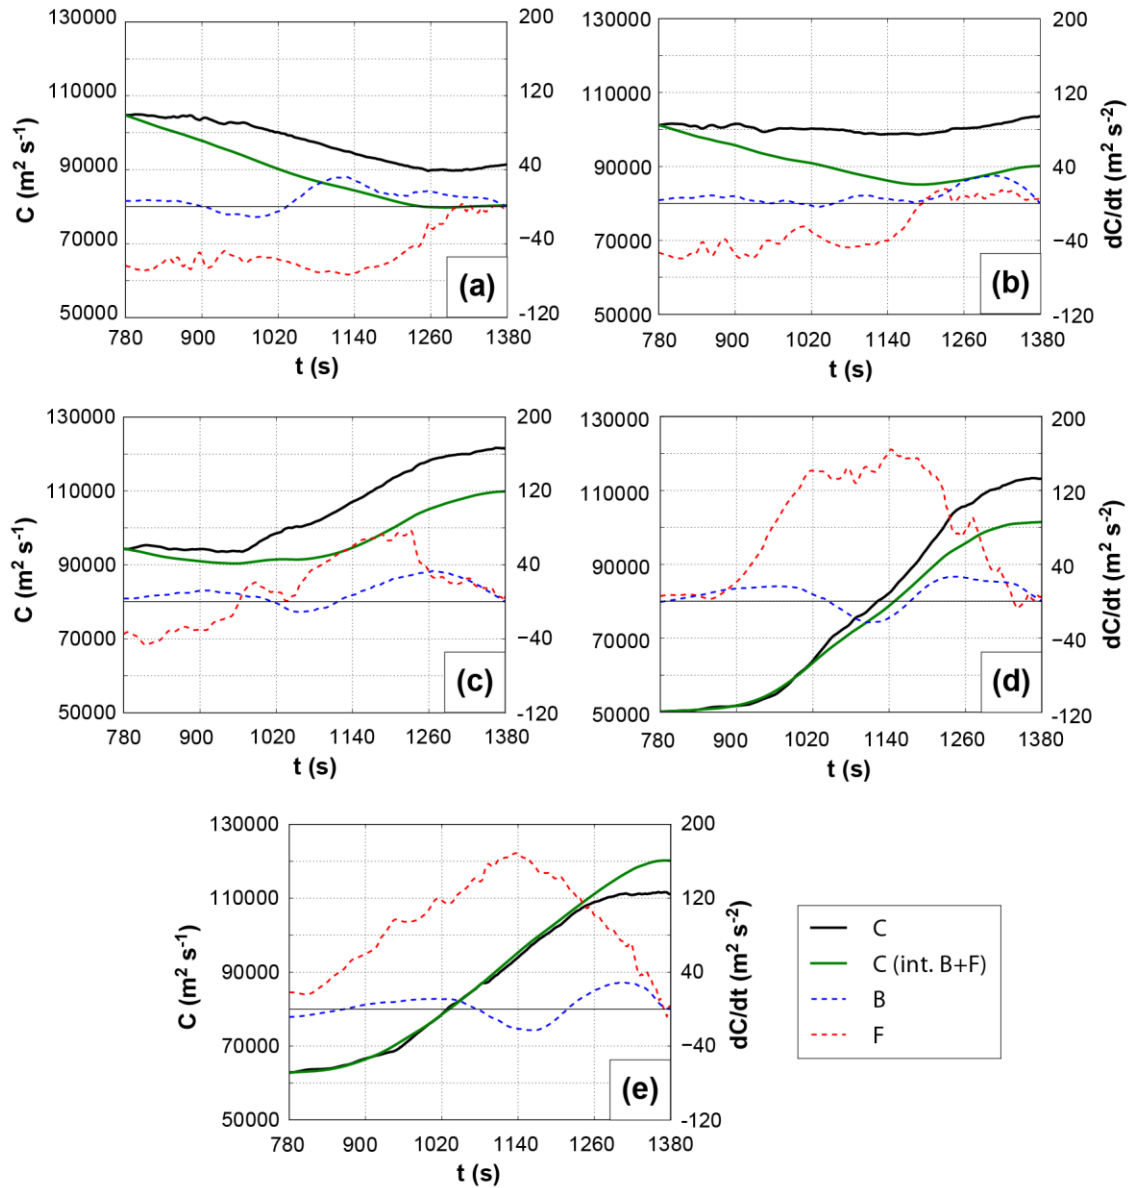 130000 200 130000 200
110000 120 110000 120
C (m² s⁻¹) 90000 40 C (m² s⁻¹) 90000 40 dC/dt (m² s⁻²)
70000 −40 70000 −40
(a) (b)
50000 -120 50000 -120
780 900 1020 1140 1260 1380 780 900 1020 1140 1260 1380
t (s) t (s)
130000 200 130000 200
110000 120 110000 120
C (m² s⁻¹) 90000 40 90000 40 dC/dt (m² s⁻²)
70000 −40 70000 −40
(c) (d)
50000 -120 50000 -120
780 900 1020 1140 1260 1380 780 900 1020 1140 1260 1380
t (s) t (s)
130000 200
110000 120
C (m² s⁻¹) 90000 40 dC/dt (m² s⁻²)
70000 −40
(e)
50000 -120
780 900 1020 1140 1260 1380
t (s)
C
C (int. B+F)
B
F